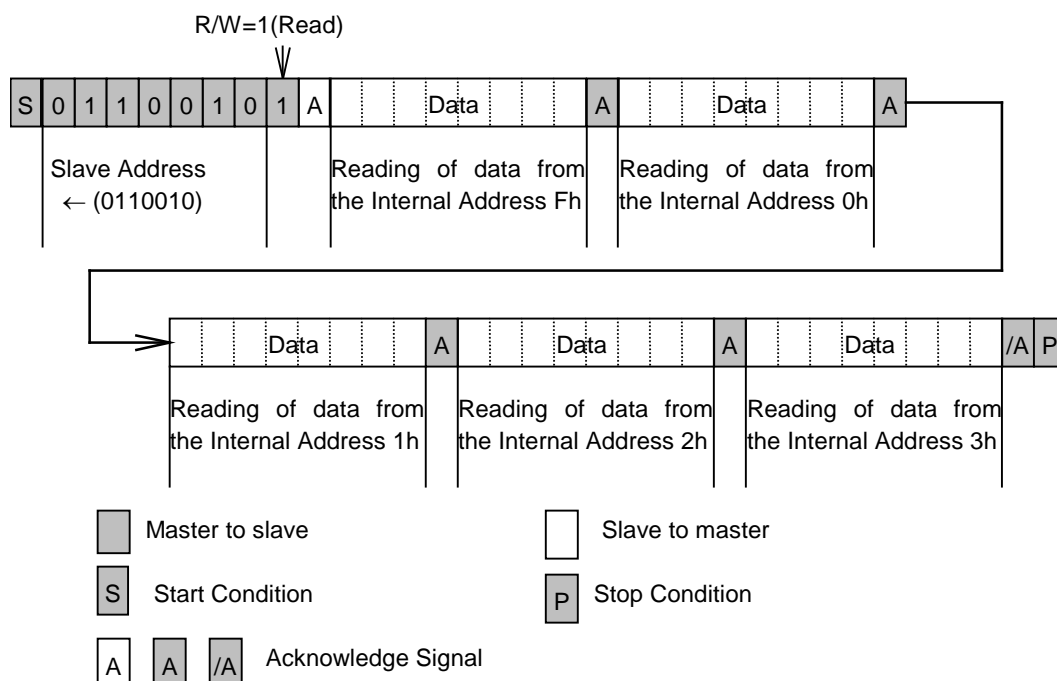 R/W=1(Read)
S 0 1 1 0 0 1 0 1 A Data A Data A
Slave Address
← (0110010)
Reading of data from
the Internal Address Fh
Reading of data from
the Internal Address 0h
Data A Data A Data /A P
Reading of data from
the Internal Address 1h
Reading of data from
the Internal Address 2h
Reading of data from
the Internal Address 3h
Master to slave
Slave to master
S Start Condition
P Stop Condition
A A /A Acknowledge Signal